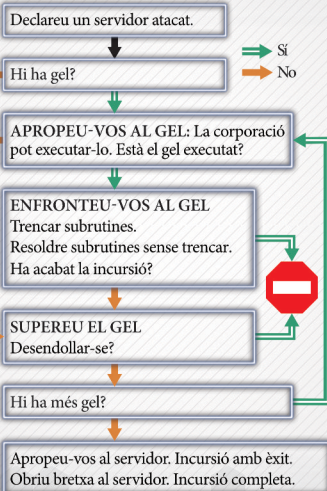 Declareu un servidor atacat.
Sí
No
Hi ha gel?
APROPEU-VOS AL GEL: La corporació
pot executar-lo. Està el gel executat?
ENFRONTEU-VOS AL GEL
Trencar subrutines.
Resoldre subrutines sense trencar.
Ha acabat la incursió?
SUPEREU EL GEL
Desendollar-se?
Hi ha més gel?
Apropeu-vos al servidor. Incursió amb èxit.
Obriu bretxa al servidor. Incursió completa.